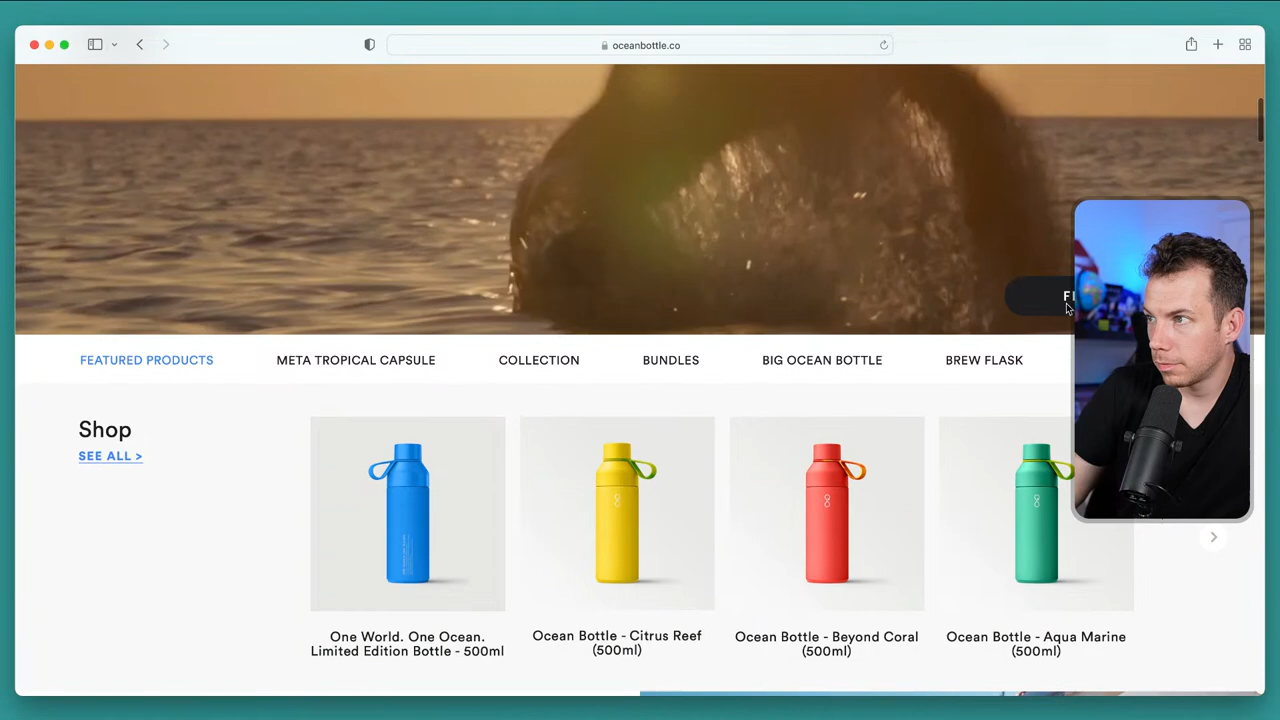 oceanbottle.co
FEATURED PRODUCTS
META TROPICAL CAPSULE
COLLECTION
BUNDLES
BIG OCEAN BOTTLE
BREW FLASK
Shop
SEE ALL >
One World. One Ocean.
Limited Edition Bottle - 500ml
Ocean Bottle - Citrus Reef
(500ml)
Ocean Bottle - Beyond Coral
(500ml)
Ocean Bottle - Aqua Marine
(500ml)